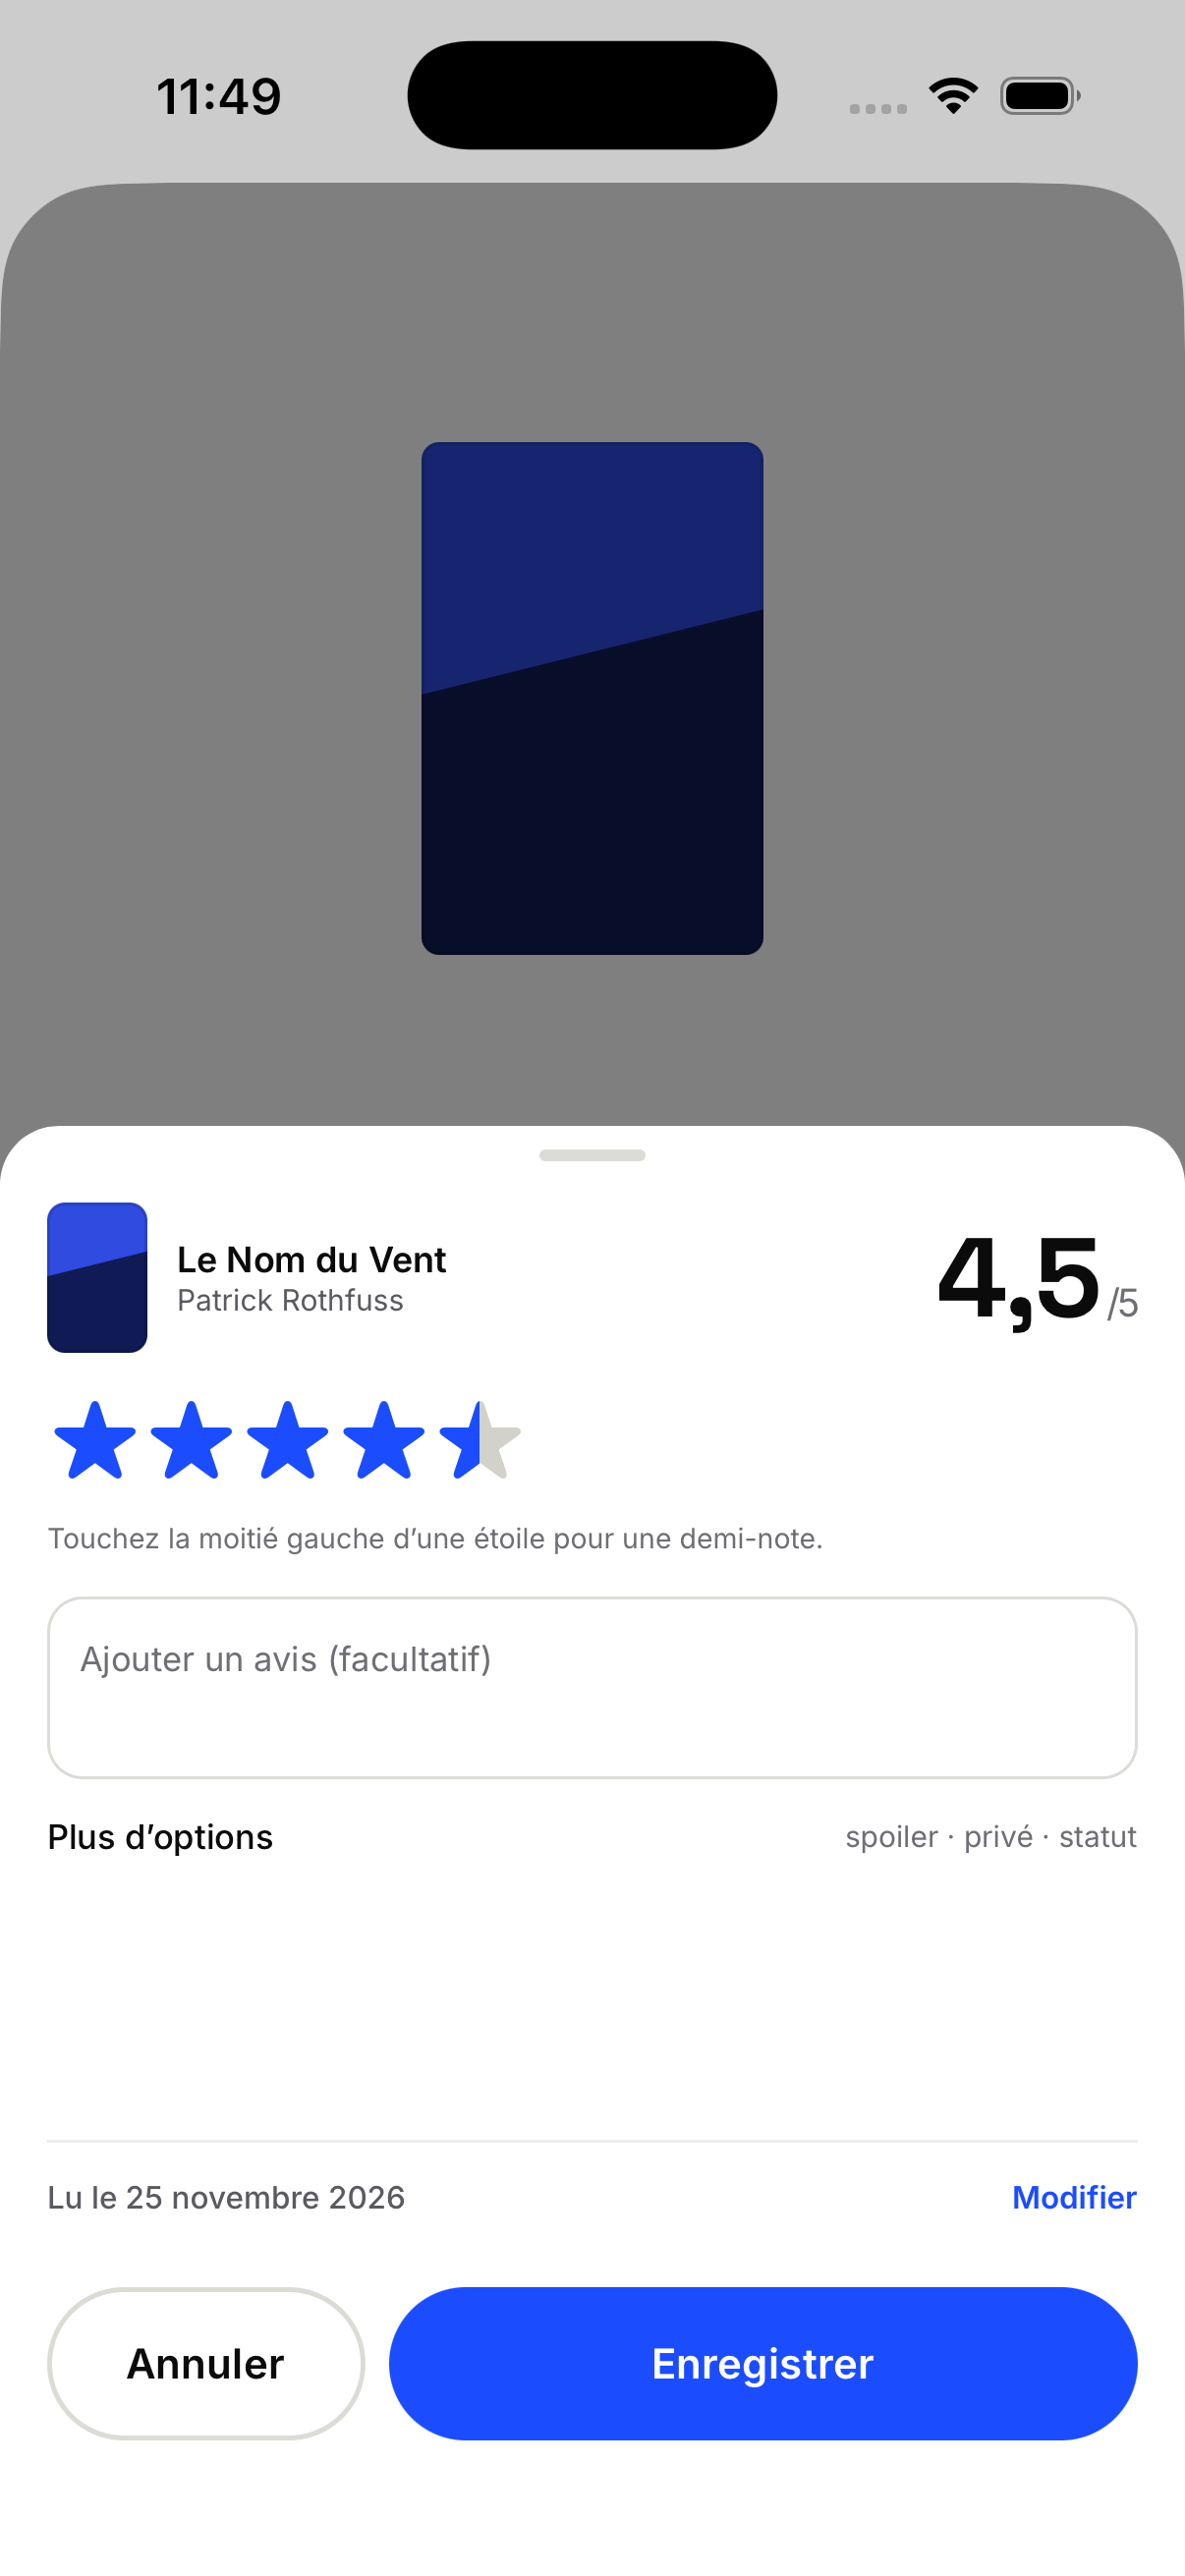 11:49
Le Nom du Vent
Patrick Rothfuss
4,5/5
Touchez la moitié gauche d’une étoile pour une demi-note.
Ajouter un avis (facultatif)
Plus d’options
spoiler · privé · statut
Lu le 25 novembre 2026
Modifier
Annuler
Enregistrer